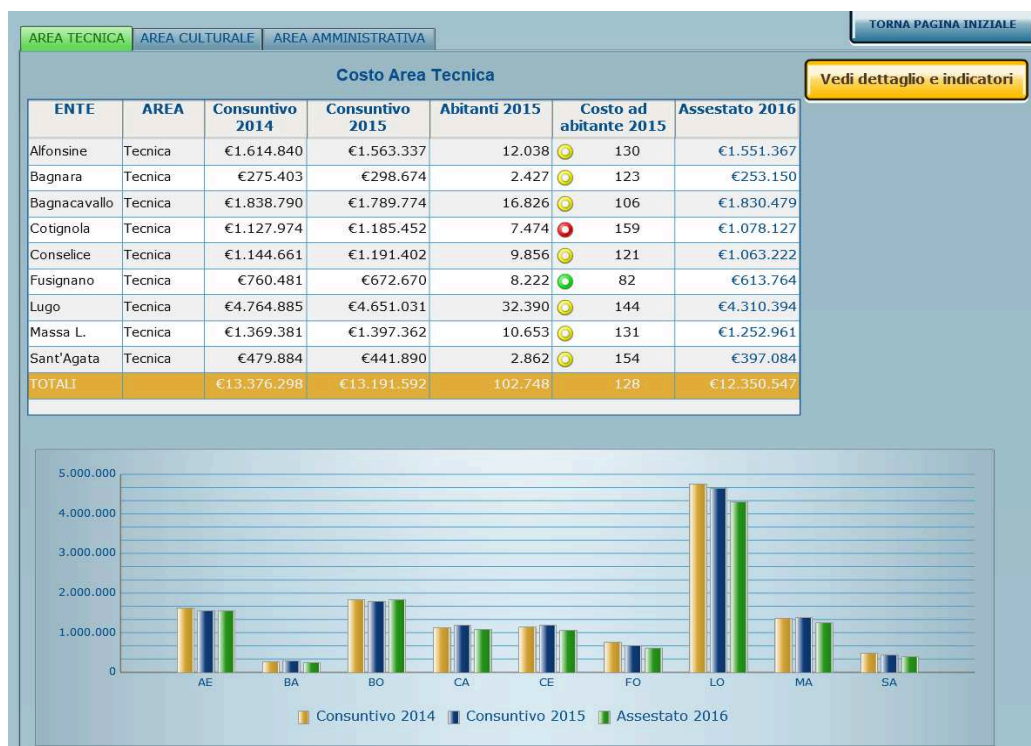 TORNA PAGINA INIZIALE
AREA TECNICA AREA CULTURALE AREA AMMINISTRATIVA
Costo Area Tecnica
Vedi dettaglio e indicatori
ENTE AREA Consuntivo 2014 Consuntivo 2015 Abitanti 2015 Costo ad abitante 2015 Assestato 2016
Alfonsine Tecnica €1.614.840 €1.563.337 12.038 130 €1.551.367
Bagnara Tecnica €275.403 €298.674 2.427 123 €253.150
Bagnacavallo Tecnica €1.838.790 €1.789.774 16.826 106 €1.830.479
Cotignola Tecnica €1.127.974 €1.185.452 7.474 159 €1.078.127
Conselice Tecnica €1.144.661 €1.191.402 9.856 121 €1.063.222
Fusignano Tecnica €760.481 €672.670 8.222 82 €613.764
Lugo Tecnica €4.764.885 €4.651.031 32.390 144 €4.310.394
Massa L. Tecnica €1.369.381 €1.397.362 10.653 131 €1.252.961
Sant'Agata Tecnica €479.884 €441.890 2.862 154 €397.084
TOTALI €13.376.298 €13.191.592 102.748 128 €12.350.547
5.000.000
4.000.000
3.000.000
2.000.000
1.000.000
0
AE BA BO CA CE FO LO MA SA
Consuntivo 2014 Consuntivo 2015 Assestato 2016